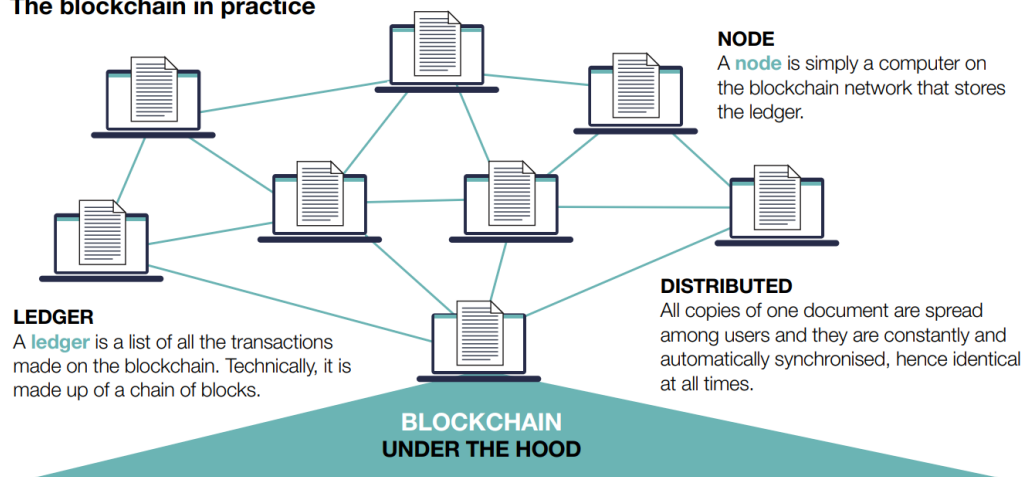 The blockchain in practice
NODE
A node is simply a computer on
the blockchain network that stores
the ledger.
LEDGER
A ledger is a list of all the transactions
made on the blockchain. Technically, it is
made up of a chain of blocks.
DISTRIBUTED
All copies of one document are spread
among users and they are constantly and
automatically synchronised, hence identical
at all times.
BLOCKCHAIN
UNDER THE HOOD